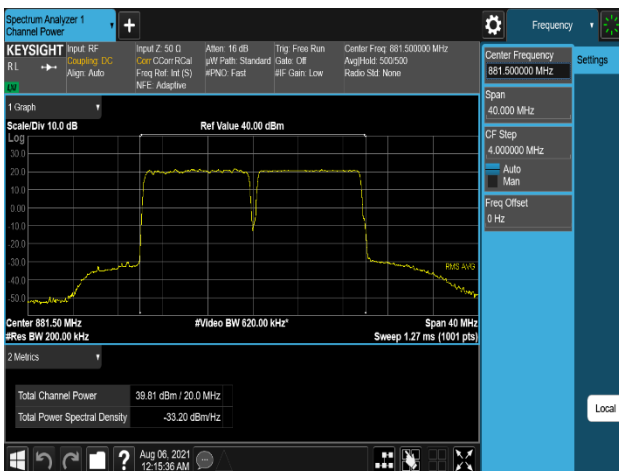 Spectrum Analyzer 1
Channel Power
Frequency
KEYSIGHT
RL
Input: RF
Coupling: DC
Align: Auto
Input Z: 50 Ω
Corr CCorr RCal
Freq Ref: Int (S)
NFE: Adaptive
Atten: 16 dB
µW Path: Standard
#PNO: Fast
Trig: Free Run
Gate: Off
#IF Gain: Low
Center Freq: 881.500000 MHz
Avg|Hold: 500/500
Radio Std: None
Center Frequency
881.500000 MHz
Settings
Span
40.000 MHz
CF Step
4.000000 MHz
Auto
Man
Freq Offset
0 Hz
Local
1 Graph
Scale/Div 10.0 dB
Ref Value 40.00 dBm
Log
30.0
20.0
10.0
0.00
-10.0
-20.0
-30.0
-40.0
-50.0
RMS AVG
Center 881.50 MHz
#Video BW 620.00 kHz*
Span 40 MHz
#Res BW 200.00 kHz
Sweep 1.27 ms (1001 pts)
2 Metrics
Total Channel Power
39.81 dBm / 20.0 MHz
Total Power Spectral Density
-33.20 dBm/Hz
?
Aug 06, 2021
12:15:36 AM